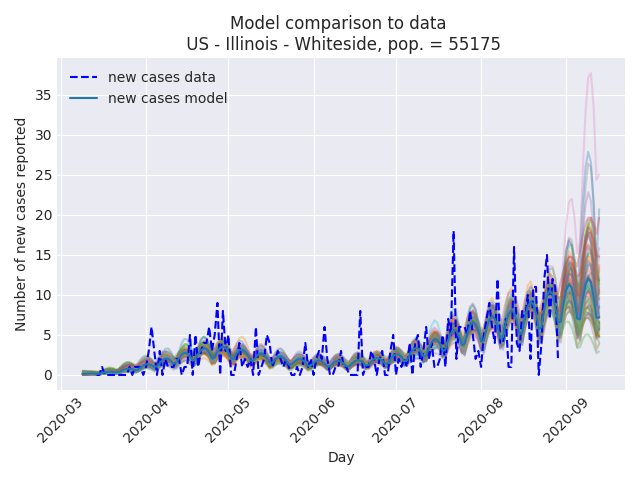 Model comparison to data
US - Illinois - Whiteside, pop. = 55175
new cases data
new cases model
Number of new cases reported
35
30
25
20
15
10
5
0
2020-03
2020-04
2020-05
2020-06
2020-07
2020-08
2020-09
Day